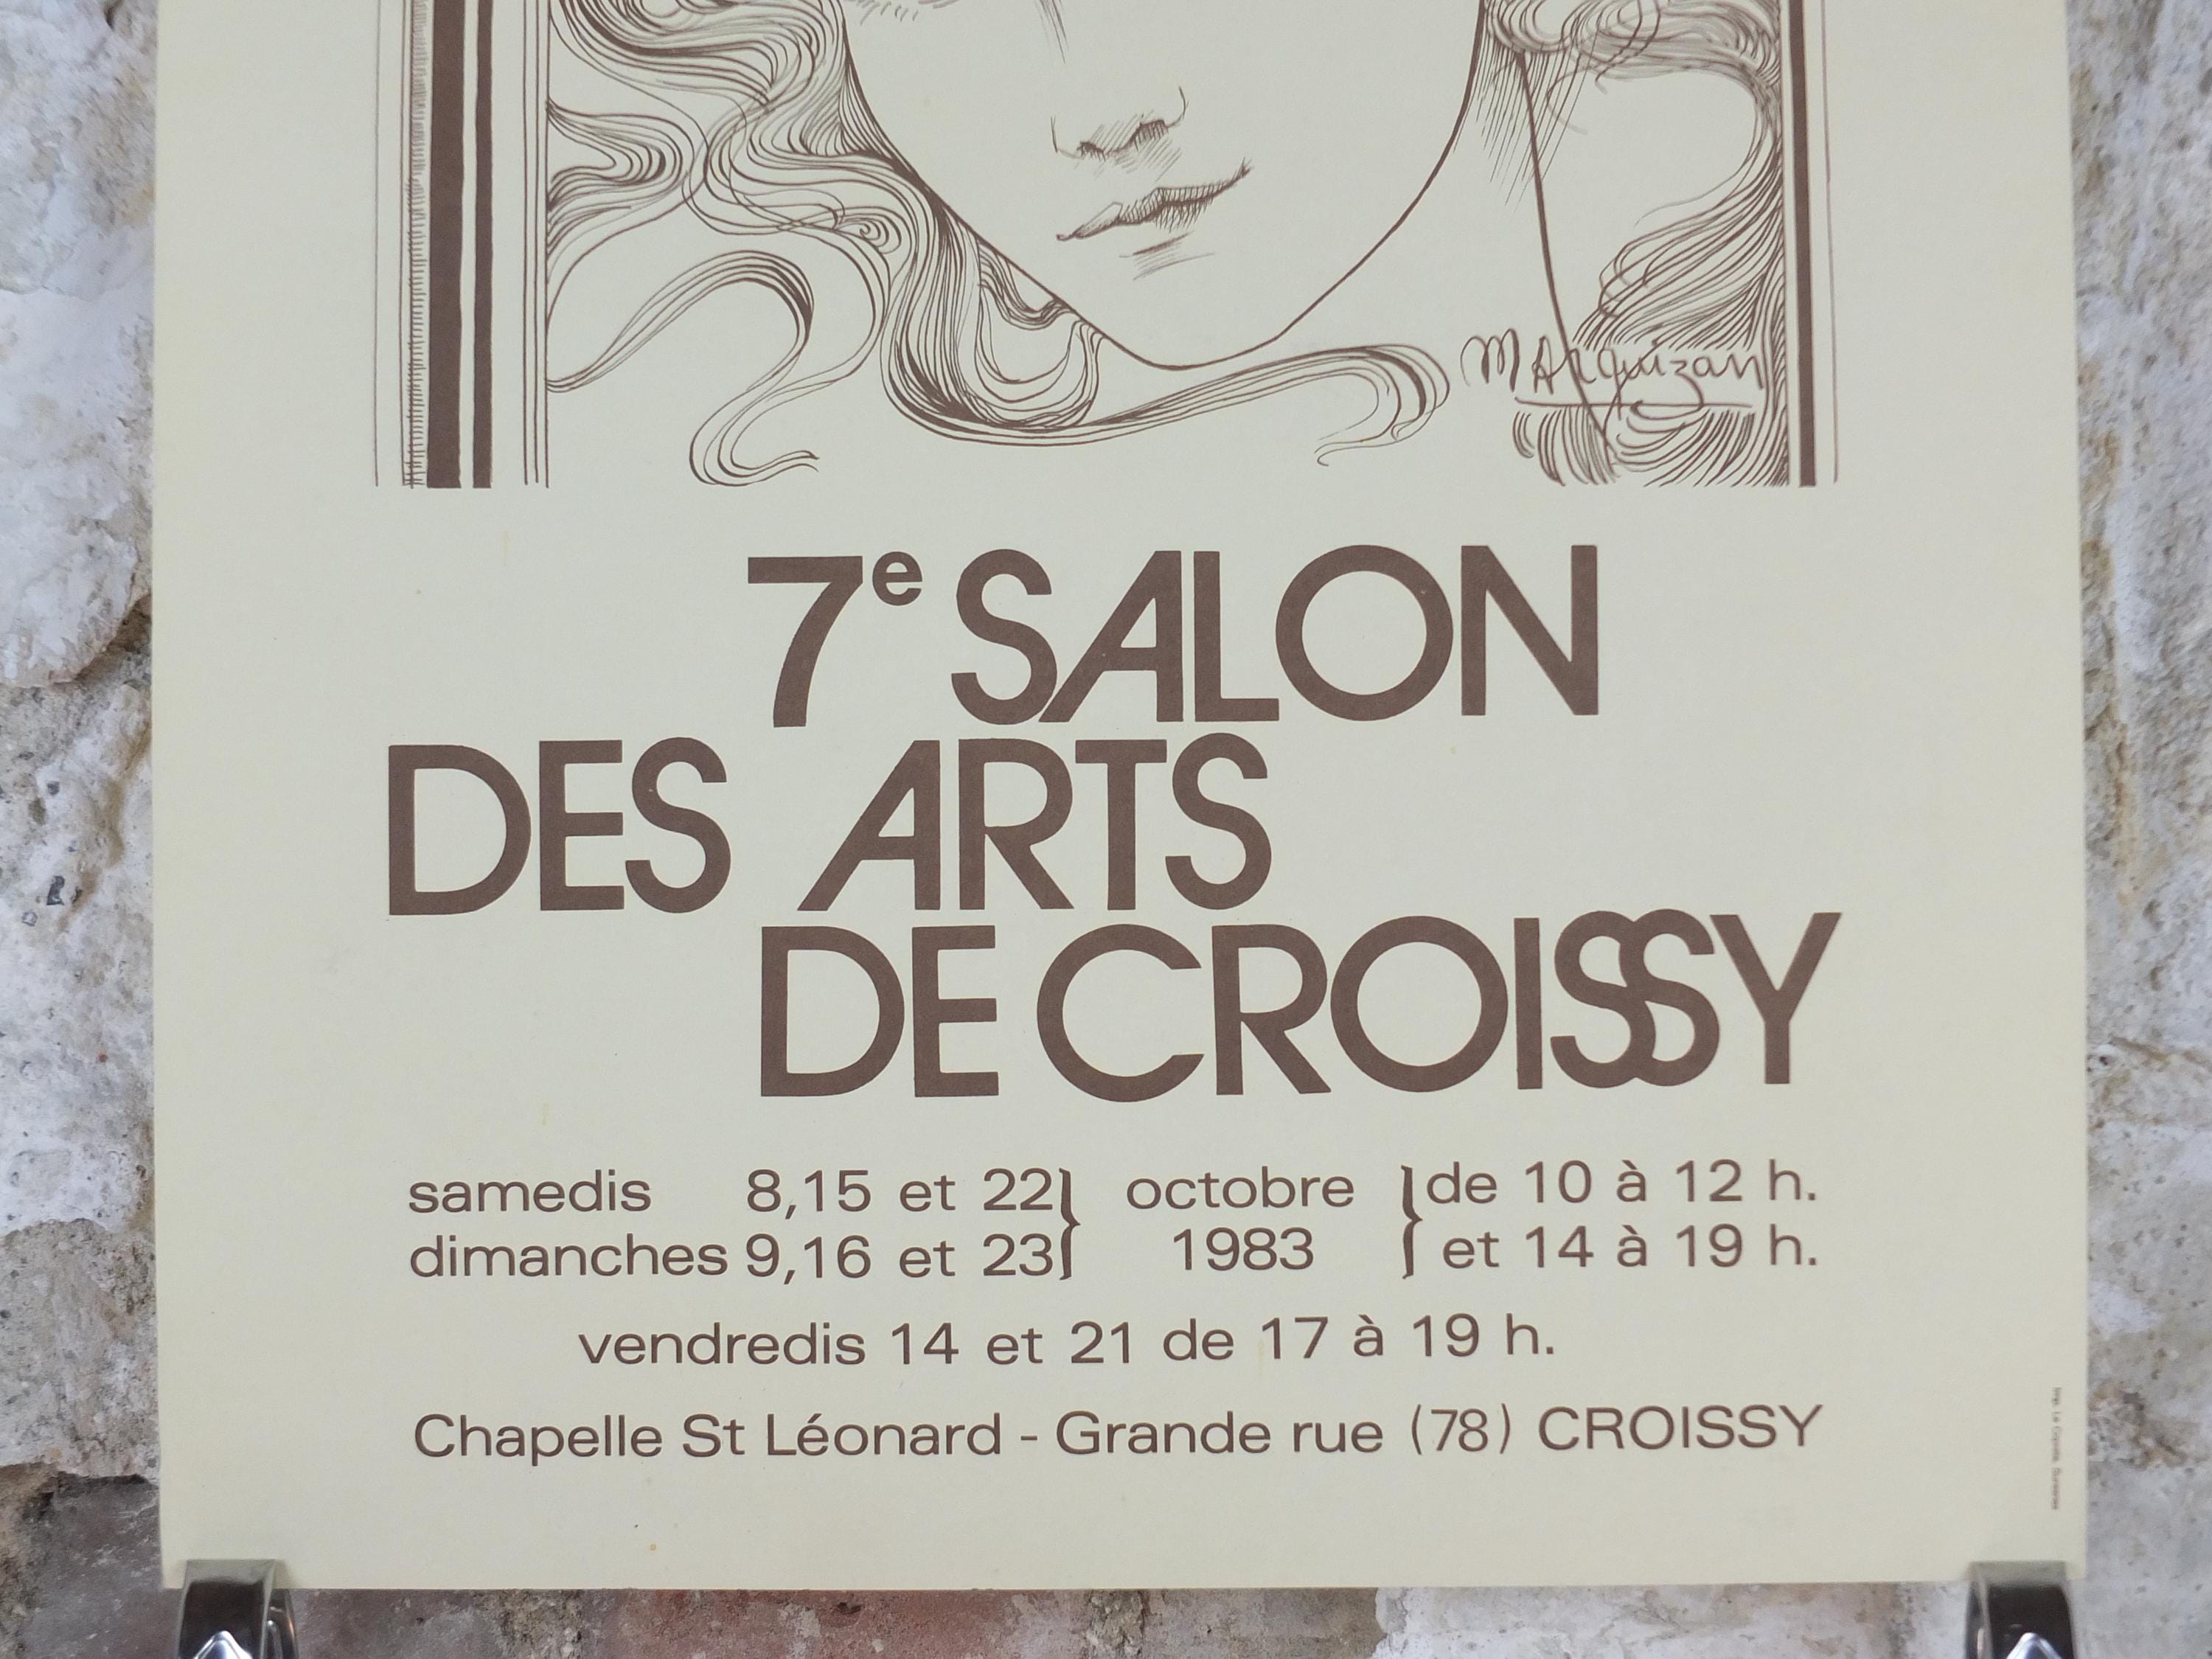 MArquizan
7e SALON
DES ARTS
DE CROISSY
samedis 8,15 et 22 } octobre } de 10 à 12 h.
dimanches 9,16 et 23 } 1983 } et 14 à 19 h.
vendredis 14 et 21 de 17 à 19 h.
Chapelle St Léonard - Grande rue (78) CROISSY